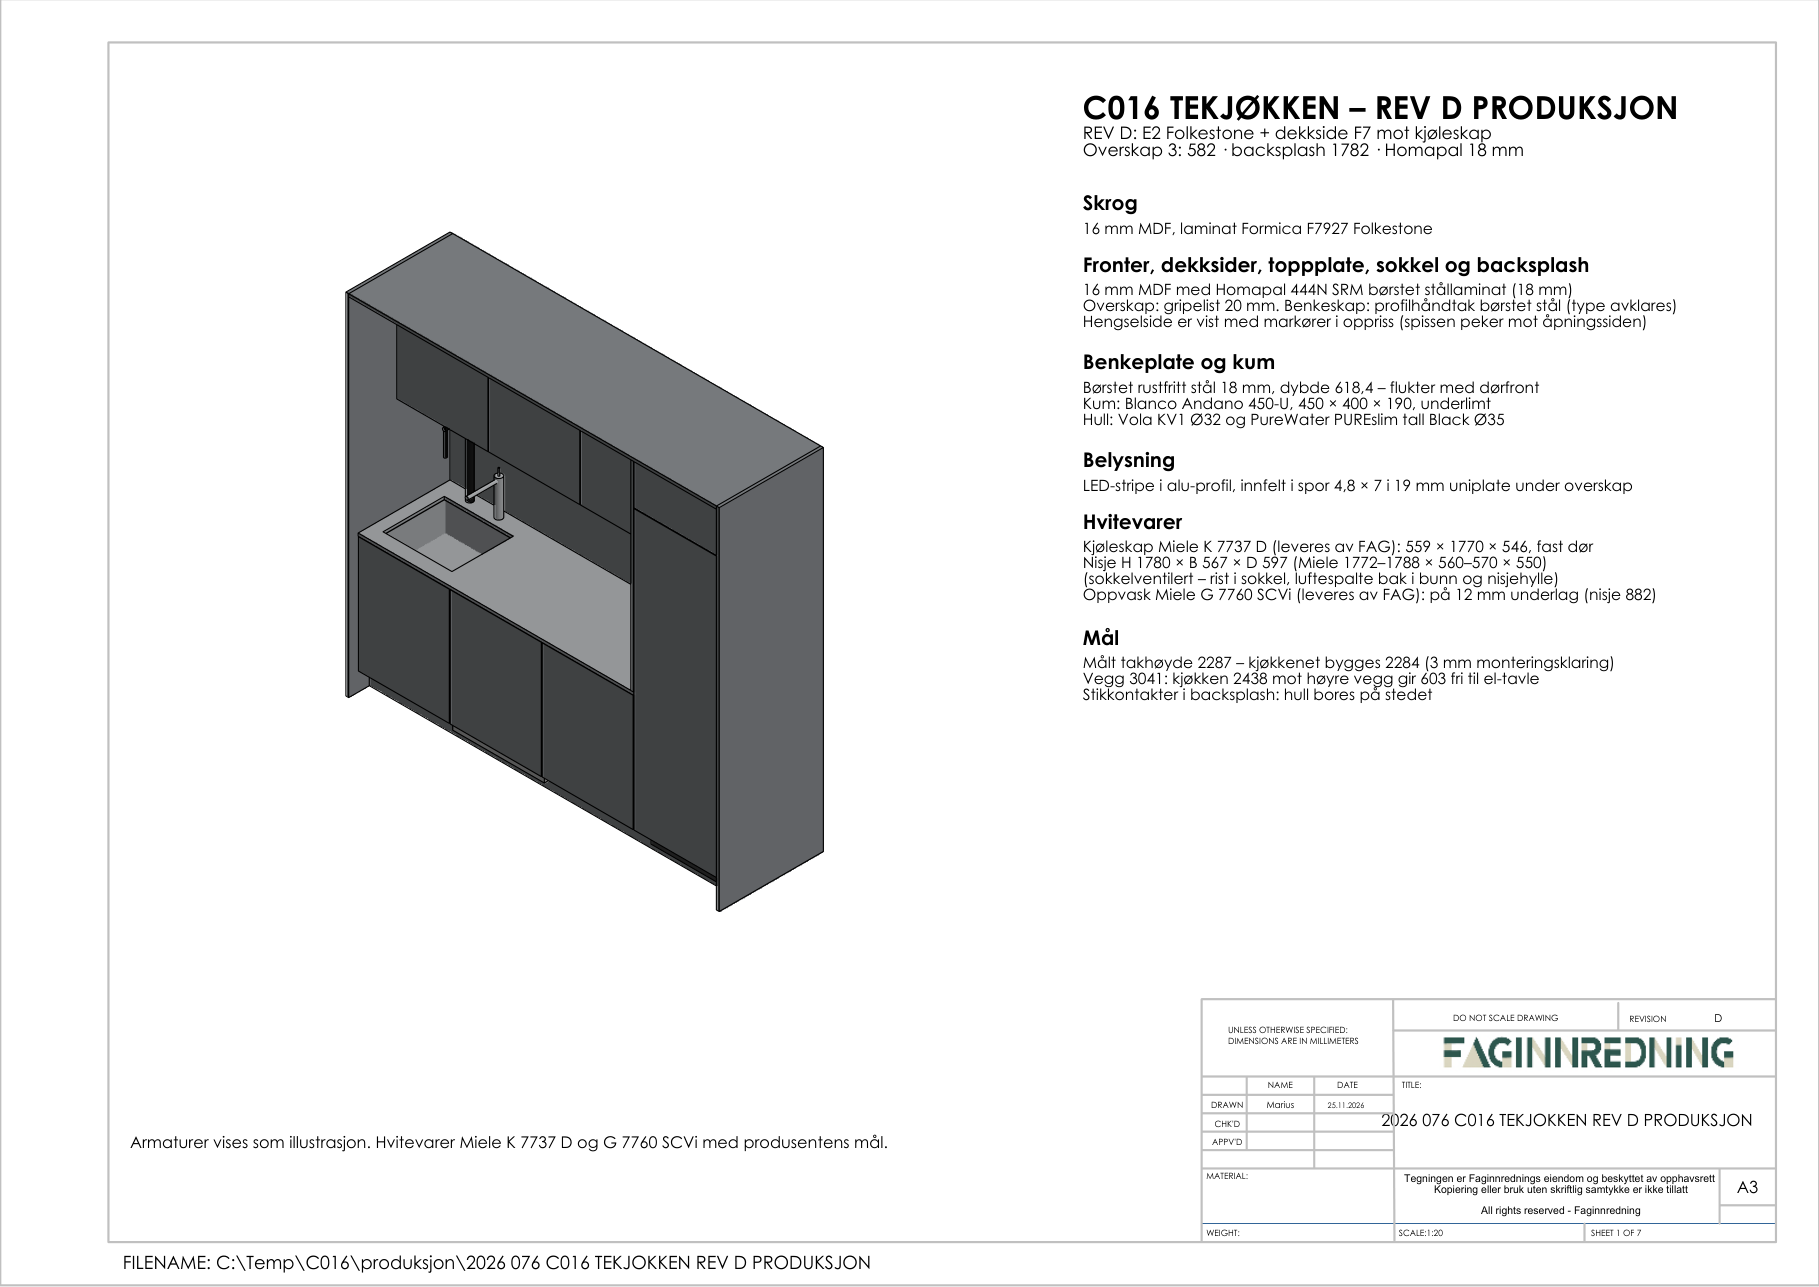 C016 TEKJØKKEN – REV D PRODUKSJON
REV D: E2 Folkestone + dekkside F7 mot kjøleskap
Overskap 3: 582 · backsplash 1782 · Homapal 18 mm
Skrog
16 mm MDF, laminat Formica F7927 Folkestone
Fronter, dekksider, toppplate, sokkel og backsplash
16 mm MDF med Homapal 444N SRM børstet stållaminat (18 mm)
Overskap: gripelist 20 mm. Benkeskap: profilhåndtak børstet stål (type avklares)
Hengselside er vist med markører i oppriss (spissen peker mot åpningssiden)
Benkeplate og kum
Børstet rustfritt stål 18 mm, dybde 618,4 – flukter med dørfront
Kum: Blanco Andano 450-U, 450 × 400 × 190, underlimt
Hull: Vola KV1 Ø32 og PureWater PUREslim tall Black Ø35
Belysning
LED-stripe i alu-profil, innfelt i spor 4,8 × 7 i 19 mm uniplate under overskap
Hvitevarer
Kjøleskap Miele K 7737 D (leveres av FAG): 559 × 1770 × 546, fast dør
Nisje H 1780 × B 567 × D 597 (Miele 1772–1788 × 560–570 × 550)
(sokkelventilert – rist i sokkel, luftespalte bak i bunn og nisjehylle)
Oppvask Miele G 7760 SCVi (leveres av FAG): på 12 mm underlag (nisje 882)
Mål
Målt takhøyde 2287 – kjøkkenet bygges 2284 (3 mm monteringsklaring)
Vegg 3041: kjøkken 2438 mot høyre vegg gir 603 fri til el-tavle
Stikkontakter i backsplash: hull bores på stedet
Armaturer vises som illustrasjon. Hvitevarer Miele K 7737 D og G 7760 SCVi med produsentens mål.
UNLESS OTHERWISE SPECIFIED:
DIMENSIONS ARE IN MILLIMETERS
DO NOT SCALE DRAWING
REVISION D
FAGINNREDNING
NAME DATE
DRAWN Marius 25.11.2026
CHK'D
APPV'D
TITLE:
2026 076 C016 TEKJOKKEN REV D PRODUKSJON
MATERIAL:
Tegningen er Faginnrednings eiendom og beskyttet av opphavsrett
Kopiering eller bruk uten skriftlig samtykke er ikke tillatt
All rights reserved - Faginnredning
A3
WEIGHT:
SCALE:1:20
SHEET 1 OF 7
FILENAME: C:\Temp\C016\produksjon\2026 076 C016 TEKJOKKEN REV D PRODUKSJON